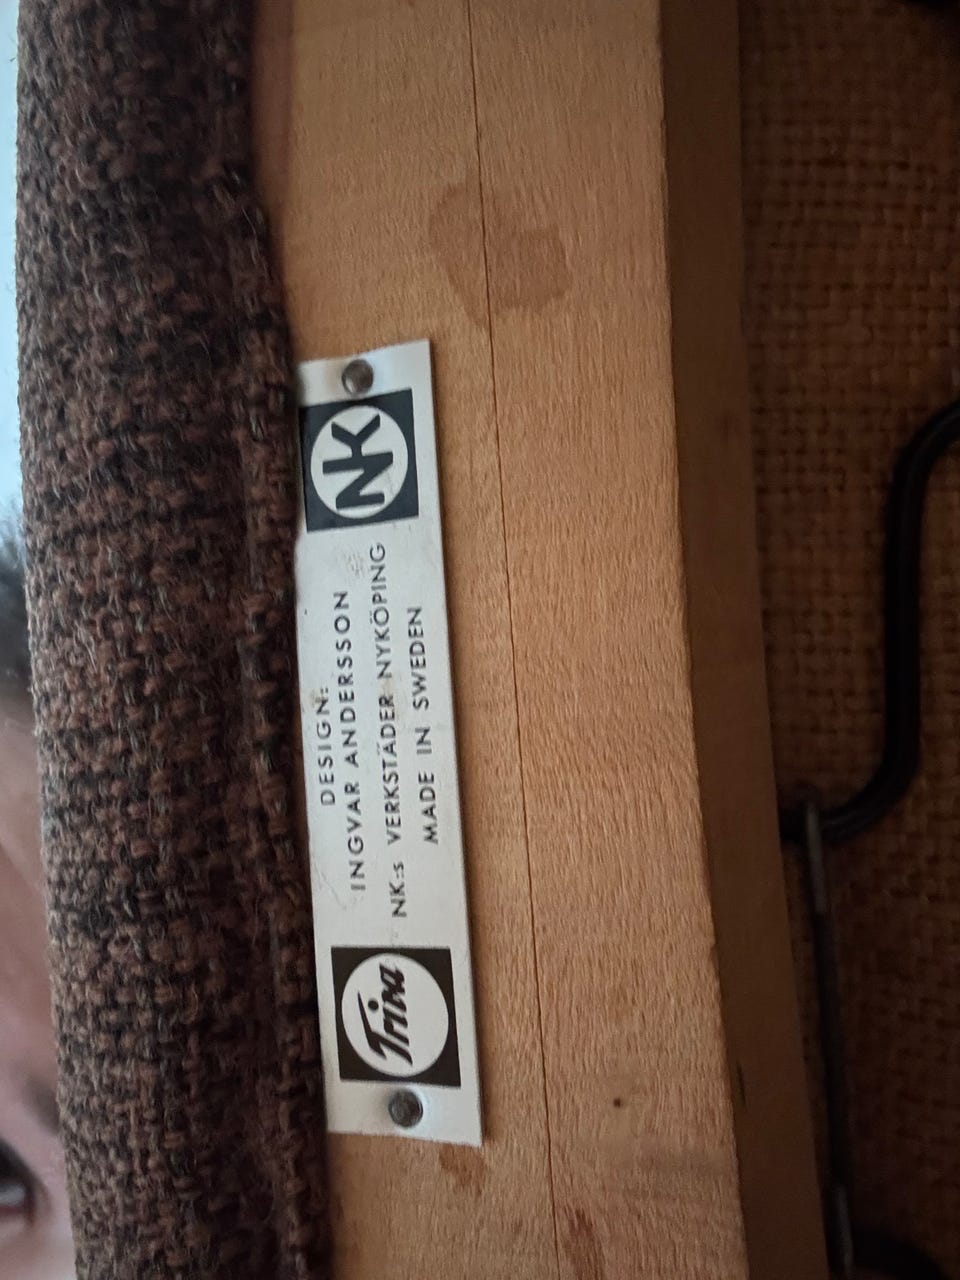 Triva
DESIGN:
INGVAR ANDERSSON
NK:s VERKSTÄDER NYKÖPING
MADE IN SWEDEN
NK